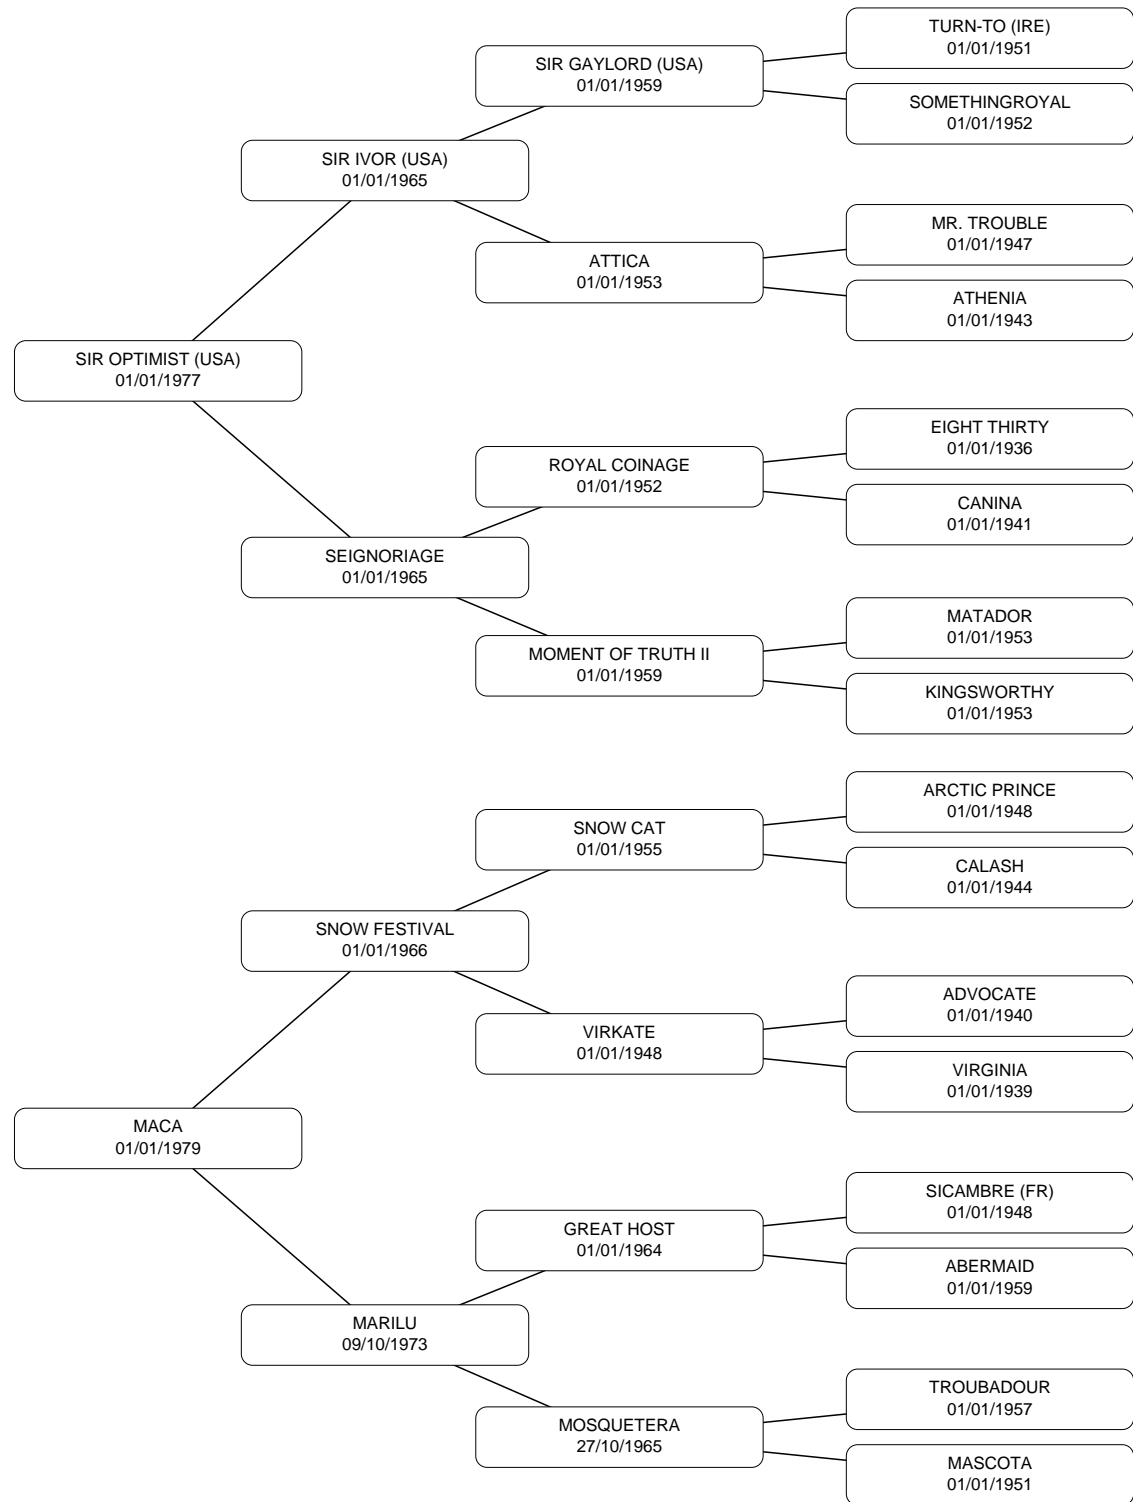 TURN-TO (IRE)
01/01/1951
SIR GAYLORD (USA)
01/01/1959
SOMETHINGROYAL
01/01/1952
SIR IVOR (USA)
01/01/1965
MR. TROUBLE
01/01/1947
ATTICA
01/01/1953
ATHENIA
01/01/1943
SIR OPTIMIST (USA)
01/01/1977
EIGHT THIRTY
01/01/1936
ROYAL COINAGE
01/01/1952
CANINA
01/01/1941
SEIGNORIAGE
01/01/1965
MATADOR
01/01/1953
MOMENT OF TRUTH II
01/01/1959
KINGSWORTHY
01/01/1953
ARCTIC PRINCE
01/01/1948
SNOW CAT
01/01/1955
CALASH
01/01/1944
SNOW FESTIVAL
01/01/1966
ADVOCATE
01/01/1940
VIRKATE
01/01/1948
VIRGINIA
01/01/1939
MACA
01/01/1979
SICAMBRE (FR)
01/01/1948
GREAT HOST
01/01/1964
ABERMAID
01/01/1959
MARILU
09/10/1973
TROUBADOUR
01/01/1957
MOSQUETERA
27/10/1965
MASCOTA
01/01/1951